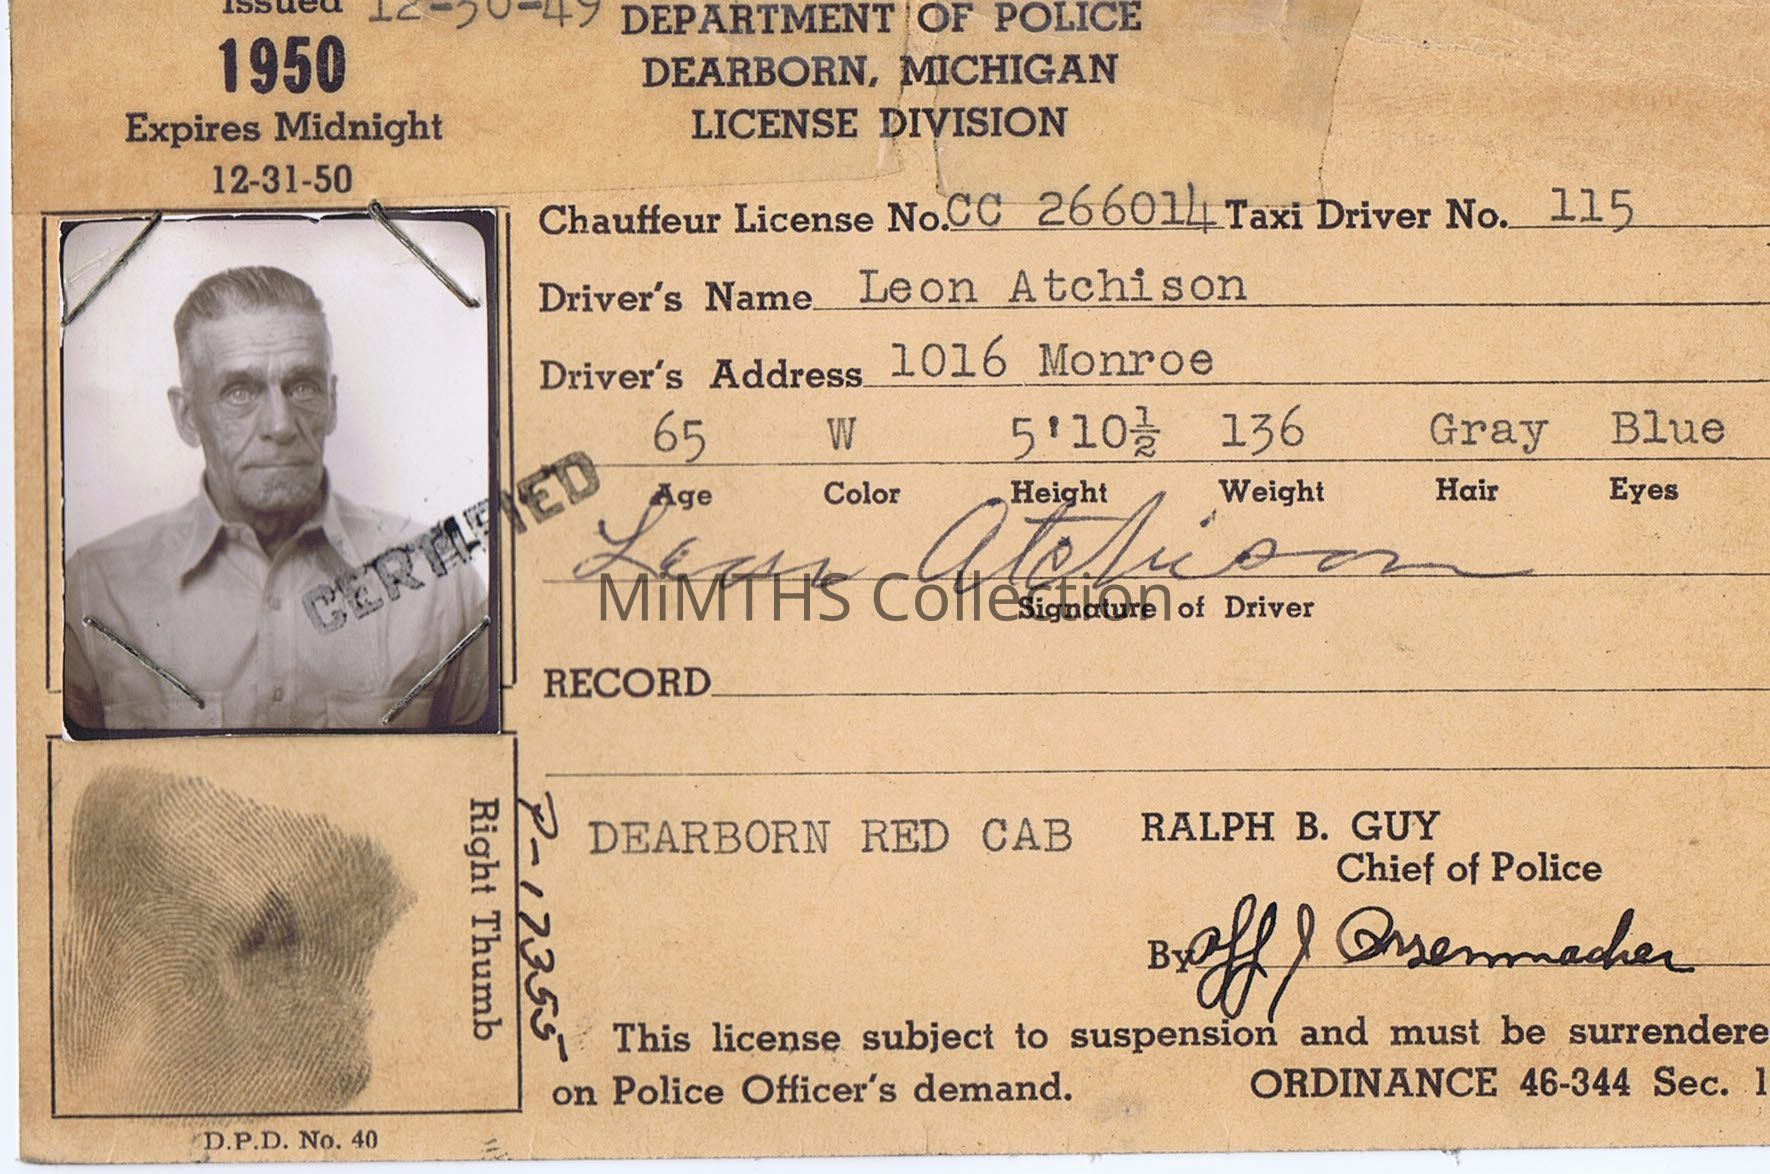 Issued 12-30-49
1950
Expires Midnight
12-31-50
DEPARTMENT OF POLICE
DEARBORN, MICHIGAN
LICENSE DIVISION
Chauffeur License No. CC 266014 Taxi Driver No. 115
Driver's Name Leon Atchison
Driver's Address 1016 Monroe
65 W 5'10½ 136 Gray Blue
Age Color Height Weight Hair Eyes
CERTIFIED
Leon Atchison
MiMTHS Collection
Signature of Driver
RECORD
Right Thumb
P-17355
DEARBORN RED CAB
RALPH B. GUY
Chief of Police
By Off J
This license subject to suspension and must be surrendere
on Police Officer's demand. ORDINANCE 46-344 Sec. 1
D.P.D. No. 40